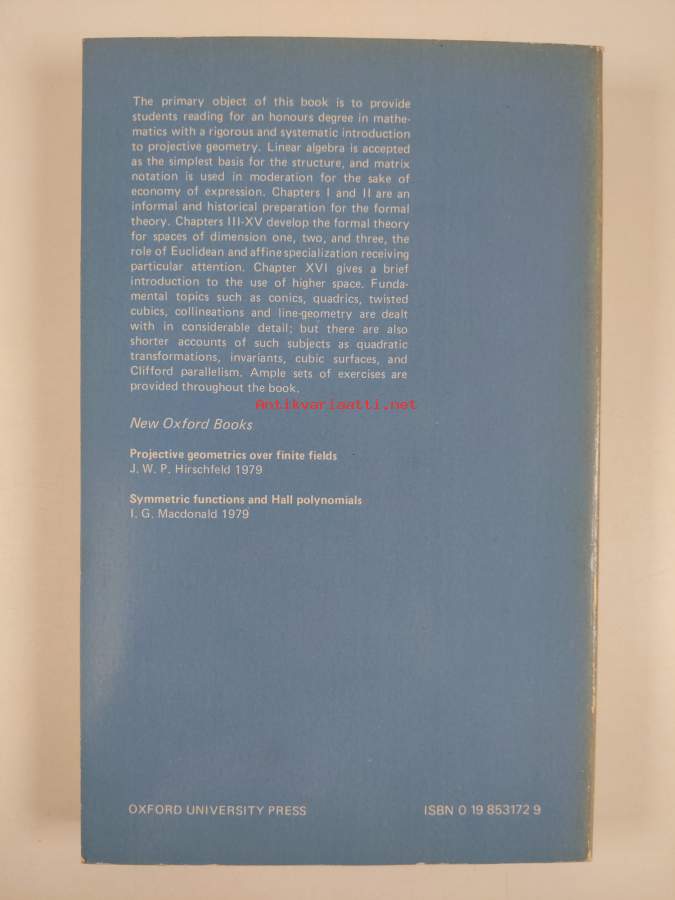 The primary object of this book is to provide
students reading for an honours degree in mathe-
matics with a rigorous and systematic introduction
to projective geometry. Linear algebra is accepted
as the simplest basis for the structure, and matrix
notation is used in moderation for the sake of
economy of expression. Chapters I and II are an
informal and historical preparation for the formal
theory. Chapters III-XV develop the formal theory
for spaces of dimension one, two, and three, the
role of Euclidean and affine specialization receiving
particular attention. Chapter XVI gives a brief
introduction to the use of higher space. Funda-
mental topics such as conics, quadrics, twisted
cubics, collineations and line-geometry are dealt
with in considerable detail; but there are also
shorter accounts of such subjects as quadratic
transformations, invariants, cubic surfaces, and
Clifford parallelism. Ample sets of exercises are
provided throughout the book.
Antikvariaatti.net
New Oxford Books
Projective geometrics over finite fields
J. W. P. Hirschfeld 1979
Symmetric functions and Hall polynomials
I. G. Macdonald 1979
OXFORD UNIVERSITY PRESS
ISBN 0 19 853172 9